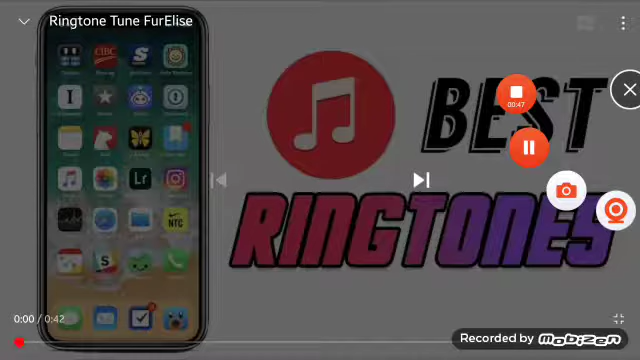 Ringtone Tune FurElise
BEST
00:47
RINGTONES
0:00 / 0:42
Recorded by MOBIZEN